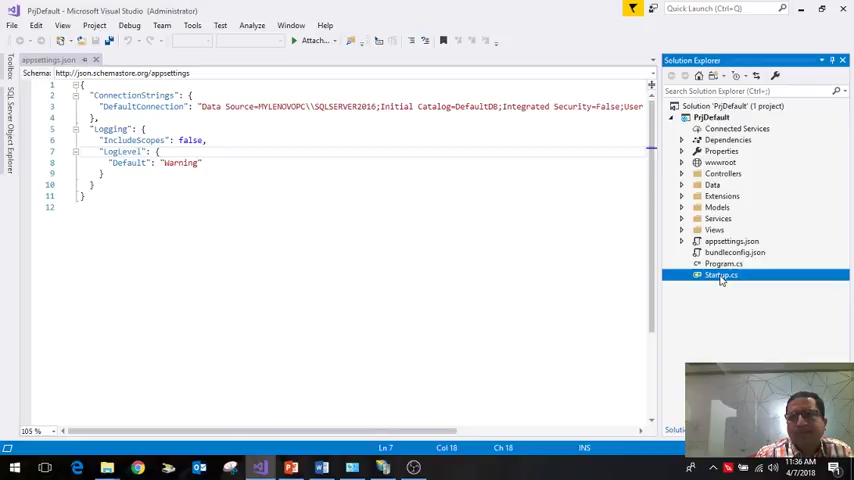 PrjDefault - Microsoft Visual Studio (Administrator)
Quick Launch (Ctrl+Q)
File Edit View Project Build Debug Team Tools Test Analyze Window Help
Attach...
Toolbox
SQL Server Object Explorer
appsettings.json
Schema: http://json.schemastore.org/appsettings
1 {
2 "ConnectionStrings": {
3 "DefaultConnection": "Data Source=MYLENOVOPC\\SQLSERVER2016;Initial Catalog=DefaultDB;Integrated Security=False;User
4 },
5 "Logging": {
6 "IncludeScopes": false,
7 "LogLevel": {
8 "Default": "Warning"
9 }
10 }
11 }
12
105 %
Solution Explorer
Search Solution Explorer (Ctrl+;)
Solution 'PrjDefault' (1 project)
PrjDefault
Connected Services
Dependencies
Properties
wwwroot
Controllers
Data
Extensions
Models
Services
Views
appsettings.json
bundleconfig.json
Program.cs
Startup.cs
Ln 7 Col 18 Ch 18 INS
11:36 AM
4/7/2018